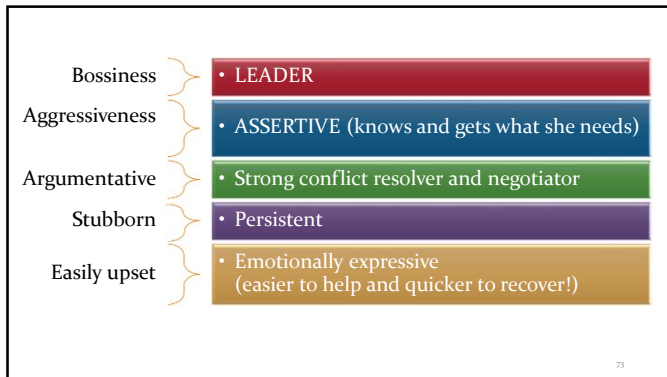 Bossiness
• LEADER
Aggressiveness
• ASSERTIVE (knows and gets what she needs)
Argumentative
• Strong conflict resolver and negotiator
Stubborn
• Persistent
Easily upset
• Emotionally expressive
(easier to help and quicker to recover!)
73